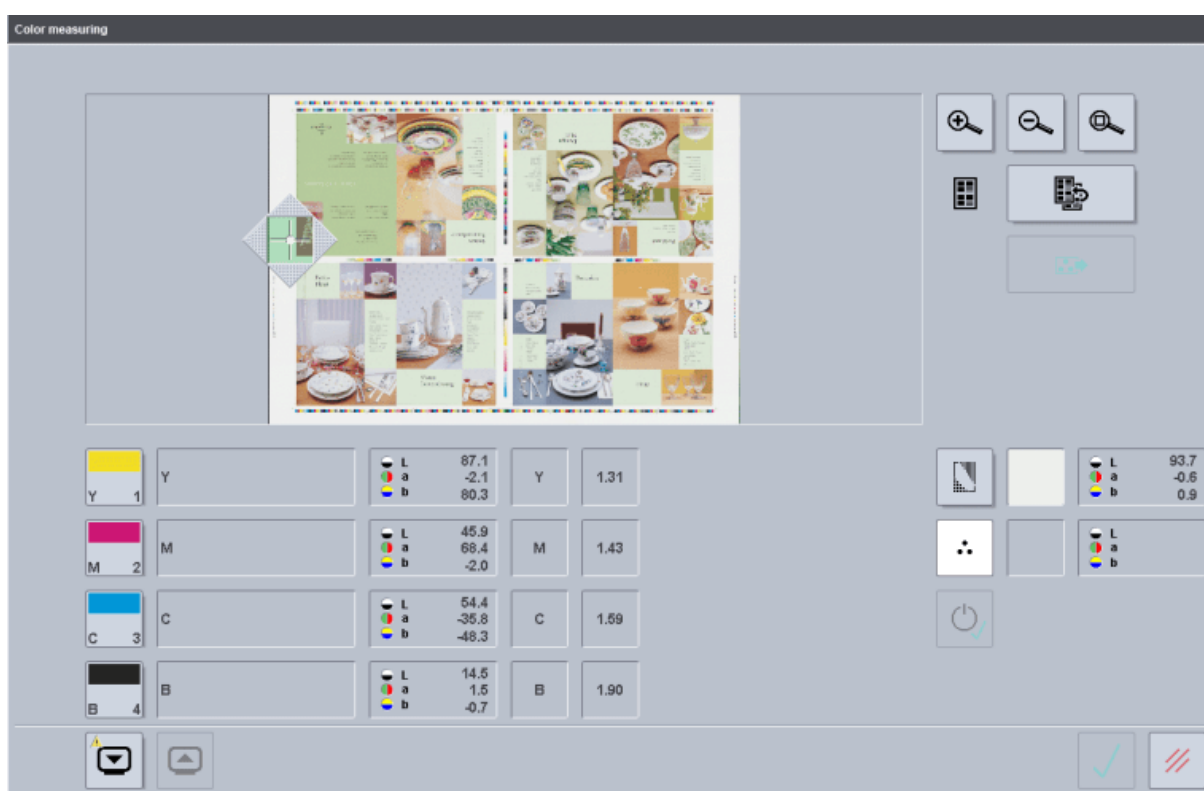 Color measuring
Y 1
Y
L 87.1
a -2.1
b 80.3
Y
1.31
L 93.7
a -0.6
b 0.9
M 2
M
L 45.9
a 68.4
b -2.0
M
1.43
L
a
b
C 3
C
L 54.4
a -35.8
b -48.3
C
1.59
B 4
B
L 14.5
a 1.5
b -0.7
B
1.90